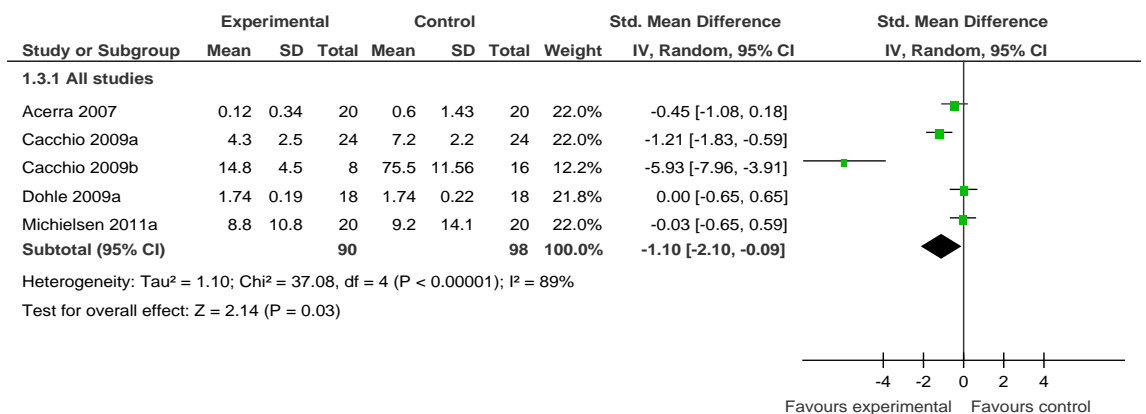 Experimental Control Std. Mean Difference Std. Mean Difference
Study or Subgroup Mean SD Total Mean SD Total Weight IV, Random, 95% CI IV, Random, 95% CI
1.3.1 All studies
Acerra 2007 0.12 0.34 20 0.6 1.43 20 22.0% -0.45 [-1.08, 0.18]
Cacchio 2009a 4.3 2.5 24 7.2 2.2 24 22.0% -1.21 [-1.83, -0.59]
Cacchio 2009b 14.8 4.5 8 75.5 11.56 16 12.2% -5.93 [-7.96, -3.91]
Dohle 2009a 1.74 0.19 18 1.74 0.22 18 21.8% 0.00 [-0.65, 0.65]
Michielsen 2011a 8.8 10.8 20 9.2 14.1 20 22.0% -0.03 [-0.65, 0.59]
Subtotal (95% CI) 90 98 100.0% -1.10 [-2.10, -0.09]
Heterogeneity: Tau² = 1.10; Chi² = 37.08, df = 4 (P < 0.00001); I² = 89%
Test for overall effect: Z = 2.14 (P = 0.03)
-4 -2 0 2 4
Favours experimental Favours control